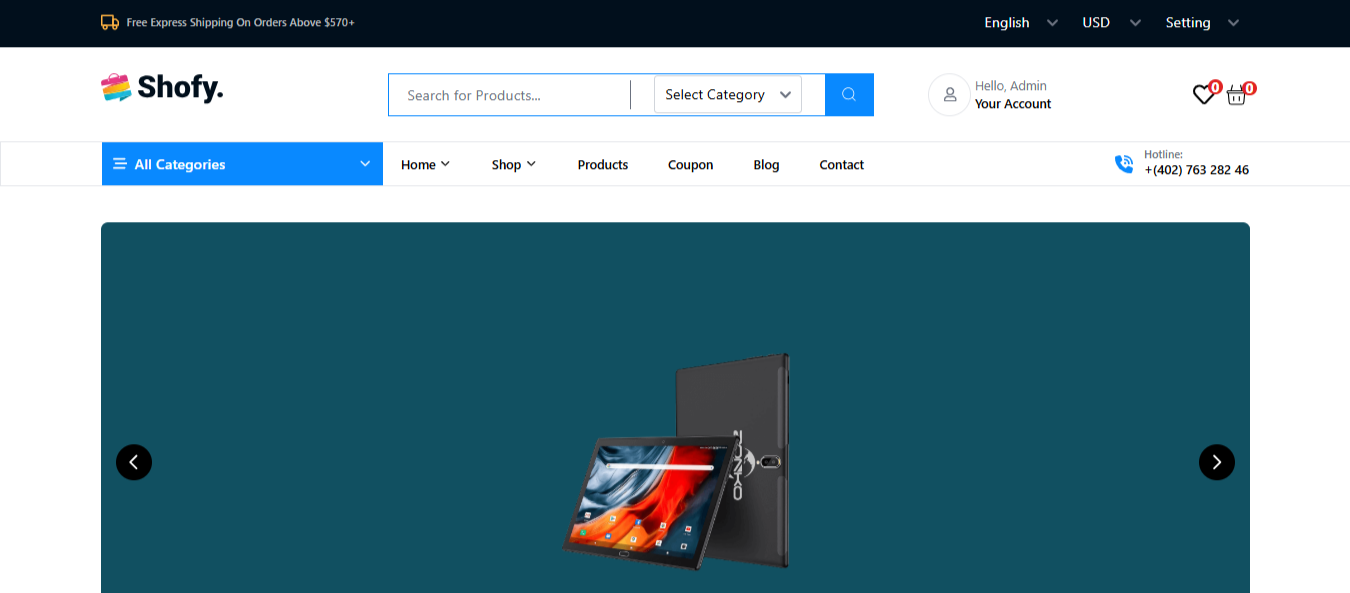 Free Express Shipping On Orders Above $570+
English USD Setting
Shofy.
Search for Products...
Select Category
Hello, Admin
Your Account
0 0
All Categories
Home Shop Products Coupon Blog Contact
Hotline:
+(402) 763 282 46